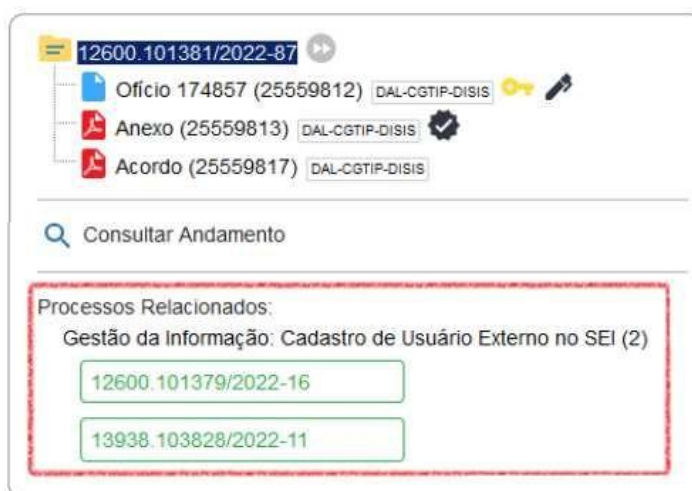 12600.101381/2022-87
Ofício 174857 (25559812) DAL-CGTIP-DISIS
Anexo (25559813) DAL-CGTIP-DISIS
Acordo (25559817) DAL-CGTIP-DISIS
Consultar Andamento
Processos Relacionados:
Gestão da Informação: Cadastro de Usuário Externo no SEI (2)
12600.101379/2022-16
13938.103828/2022-11